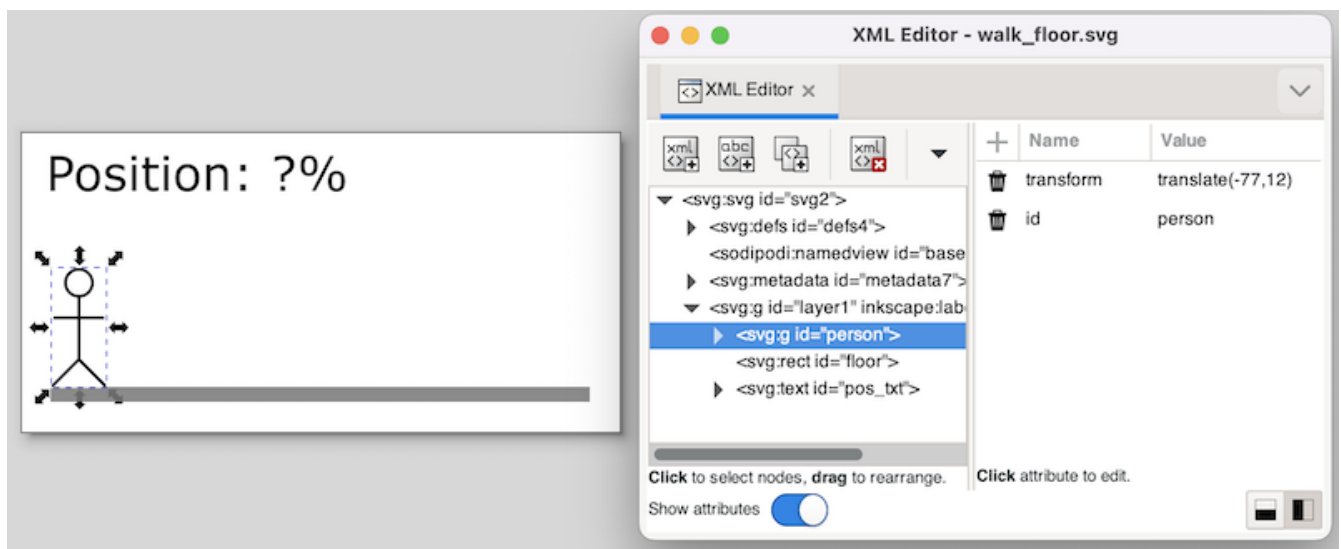 Position: ?%
XML Editor - walk_floor.svg
XML Editor
xml
abc
xml
Name Value
transform translate(-77,12)
id person
<svg:svg id="svg2">
<svg:defs id="defs4">
<sodipodi:namedview id="base
<svg:metadata id="metadata7">
<svg:g id="layer1" inkscape:lab
<svg:g id="person">
<svg:rect id="floor">
<svg:text id="pos_txt">
Click to select nodes, drag to rearrange.
Click attribute to edit.
Show attributes